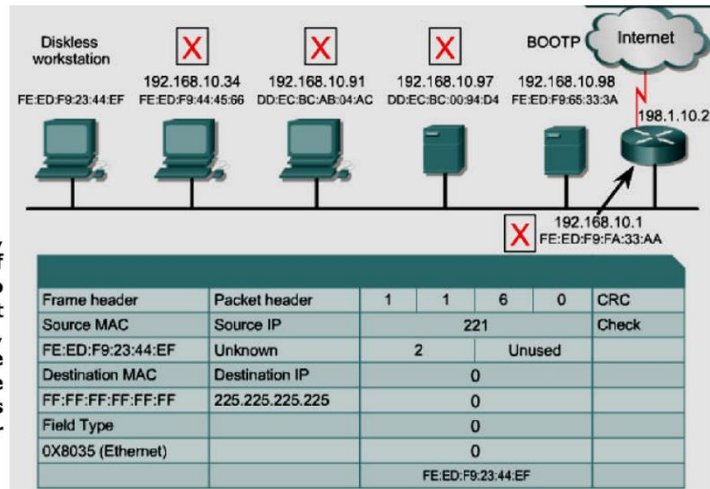 Diskless
workstation
X
X
X
BOOTP
Internet
192.168.10.34
192.168.10.91
192.168.10.97
192.168.10.98
FE:ED:F9:23:44:EF
FE:ED:F9:44:45:66
DD:EC:BC:AB:04:AC
DD:EC:BC:00:94:D4
FE:ED:F9:65:33:3A
198.1.10.2
X
192.168.10.1
FE:ED:F9:FA:33:AA
Frame header Packet header 1 1 6 0 CRC
Source MAC Source IP 221 Check
FE:ED:F9:23:44:EF Unknown 2 Unused
Destination MAC Destination IP 0
FF:FF:FF:FF:FF:FF 225.225.225.225 0
Field Type 0
0X8035 (Ethernet) 0
FE:ED:F9:23:44:EF